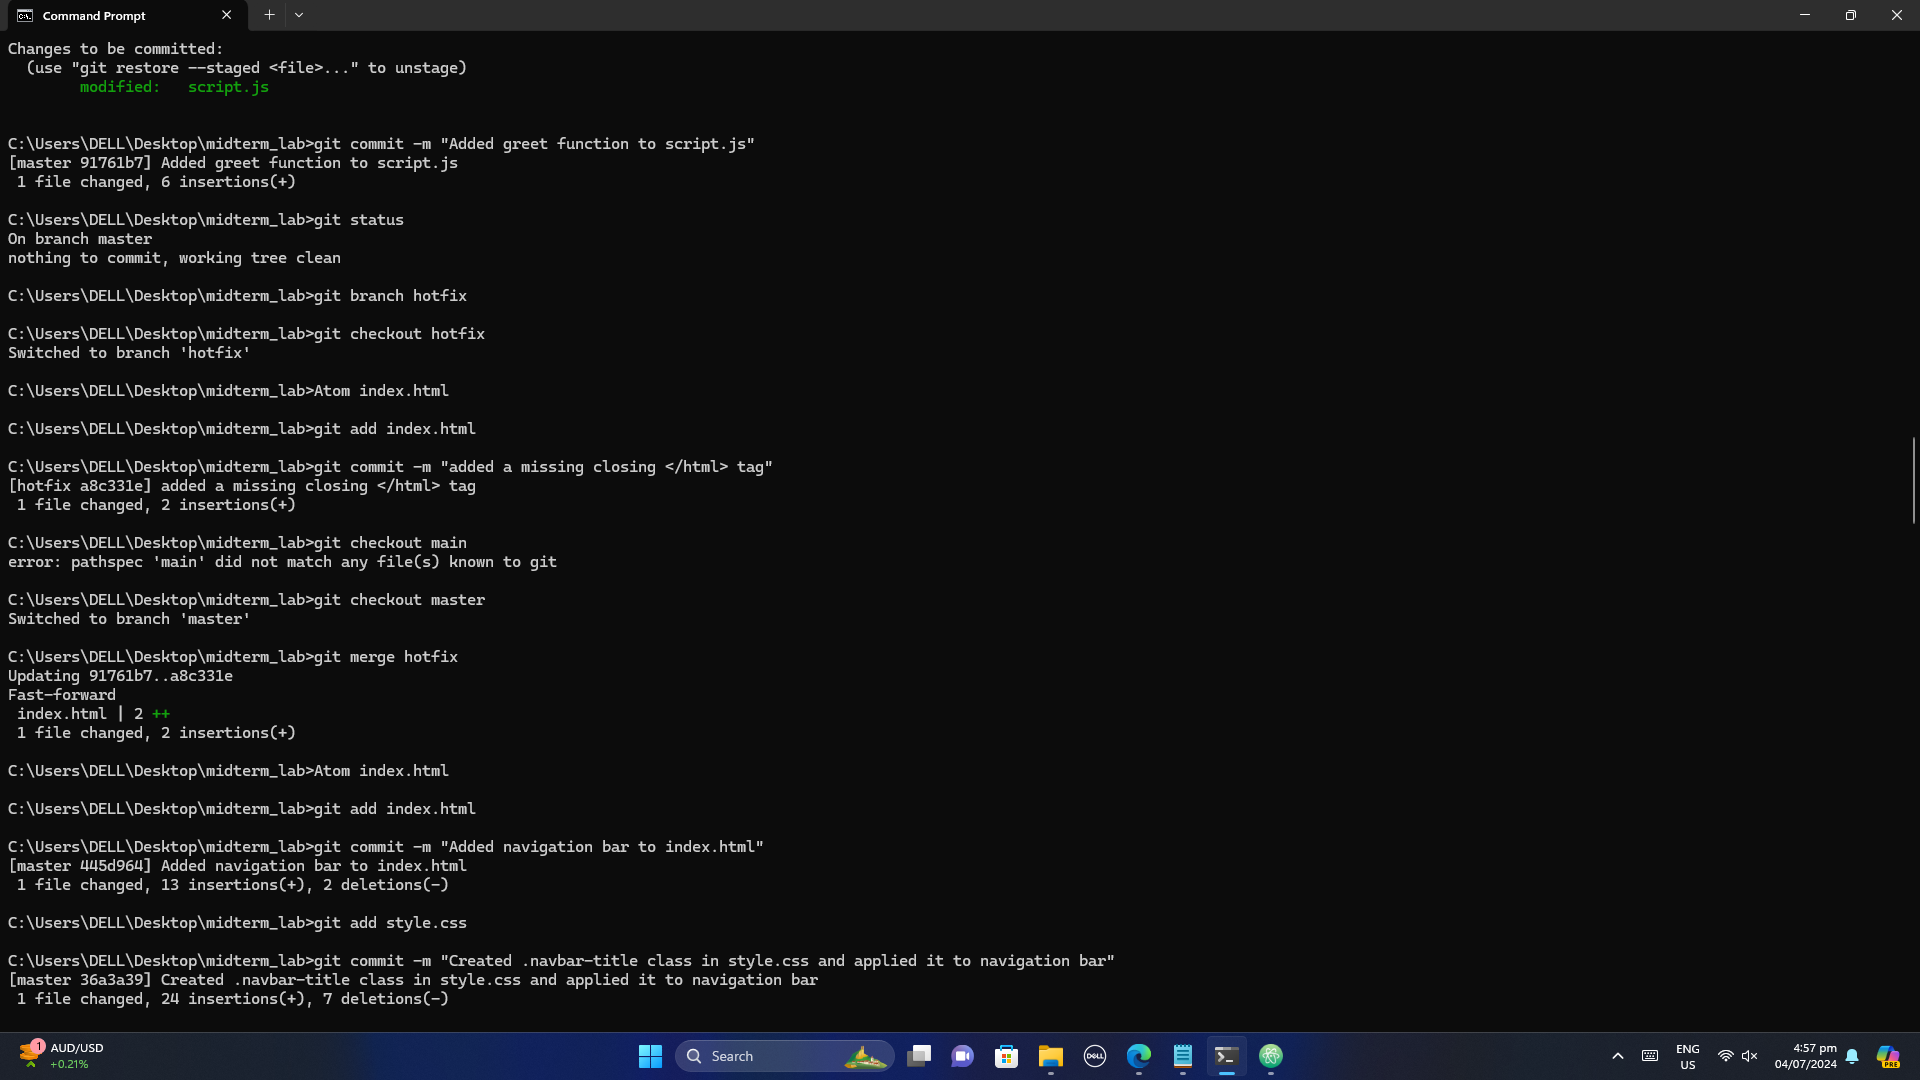 Command Prompt
Changes to be committed:
  (use "git restore --staged <file>..." to unstage)
        modified:   script.js
C:\Users\DELL\Desktop\midterm_lab>git commit -m "Added greet function to script.js"
[master 91761b7] Added greet function to script.js
 1 file changed, 6 insertions(+)
C:\Users\DELL\Desktop\midterm_lab>git status
On branch master
nothing to commit, working tree clean
C:\Users\DELL\Desktop\midterm_lab>git branch hotfix
C:\Users\DELL\Desktop\midterm_lab>git checkout hotfix
Switched to branch 'hotfix'
C:\Users\DELL\Desktop\midterm_lab>Atom index.html
C:\Users\DELL\Desktop\midterm_lab>git add index.html
C:\Users\DELL\Desktop\midterm_lab>git commit -m "added a missing closing </html> tag"
[hotfix a8c331e] added a missing closing </html> tag
 1 file changed, 2 insertions(+)
C:\Users\DELL\Desktop\midterm_lab>git checkout main
error: pathspec 'main' did not match any file(s) known to git
C:\Users\DELL\Desktop\midterm_lab>git checkout master
Switched to branch 'master'
C:\Users\DELL\Desktop\midterm_lab>git merge hotfix
Updating 91761b7..a8c331e
Fast-forward
 index.html | 2 ++
 1 file changed, 2 insertions(+)
C:\Users\DELL\Desktop\midterm_lab>Atom index.html
C:\Users\DELL\Desktop\midterm_lab>git add index.html
C:\Users\DELL\Desktop\midterm_lab>git commit -m "Added navigation bar to index.html"
[master 445d964] Added navigation bar to index.html
 1 file changed, 13 insertions(+), 2 deletions(-)
C:\Users\DELL\Desktop\midterm_lab>git add style.css
C:\Users\DELL\Desktop\midterm_lab>git commit -m "Created .navbar-title class in style.css and applied it to navigation bar"
[master 36a3a39] Created .navbar-title class in style.css and applied it to navigation bar
 1 file changed, 24 insertions(+), 7 deletions(-)
1
AUD/USD
+0.21%
Search
DELL
ENG
US
4:57 pm
04/07/2024
PRE